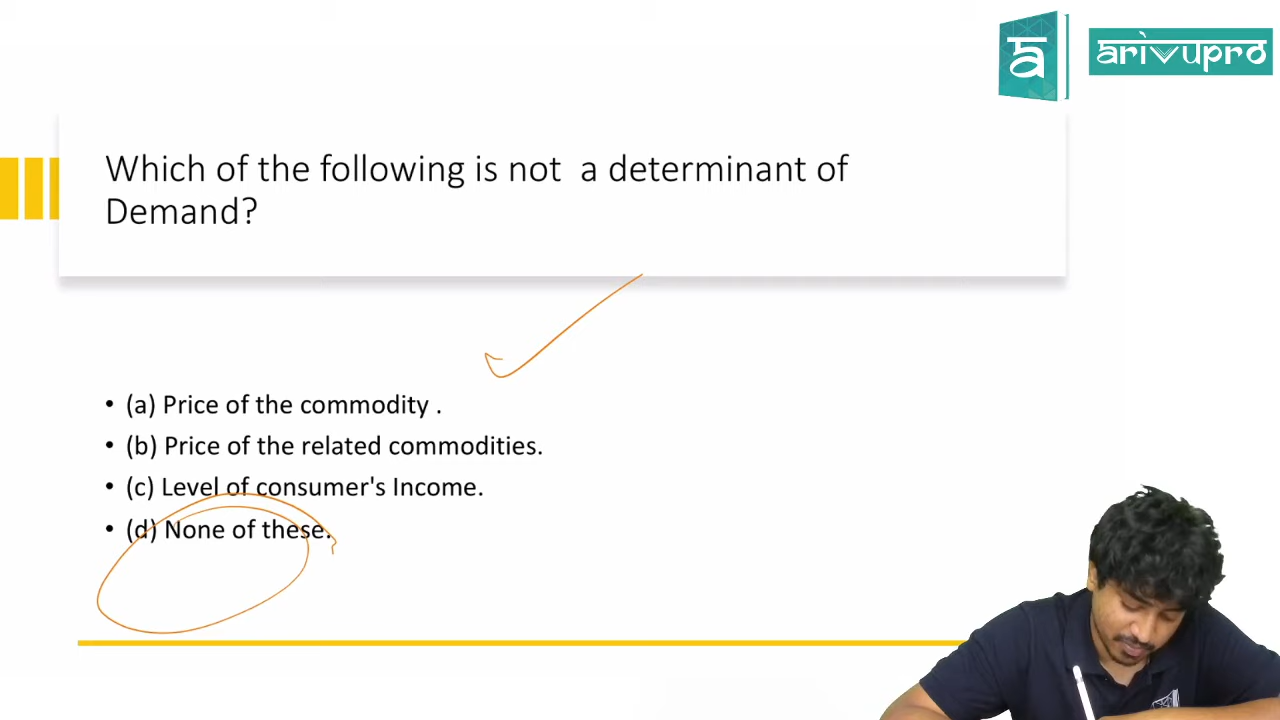 arivupro
Which of the following is not a determinant of
Demand?
• (a) Price of the commodity .
• (b) Price of the related commodities.
• (c) Level of consumer's Income.
• (d) None of these.